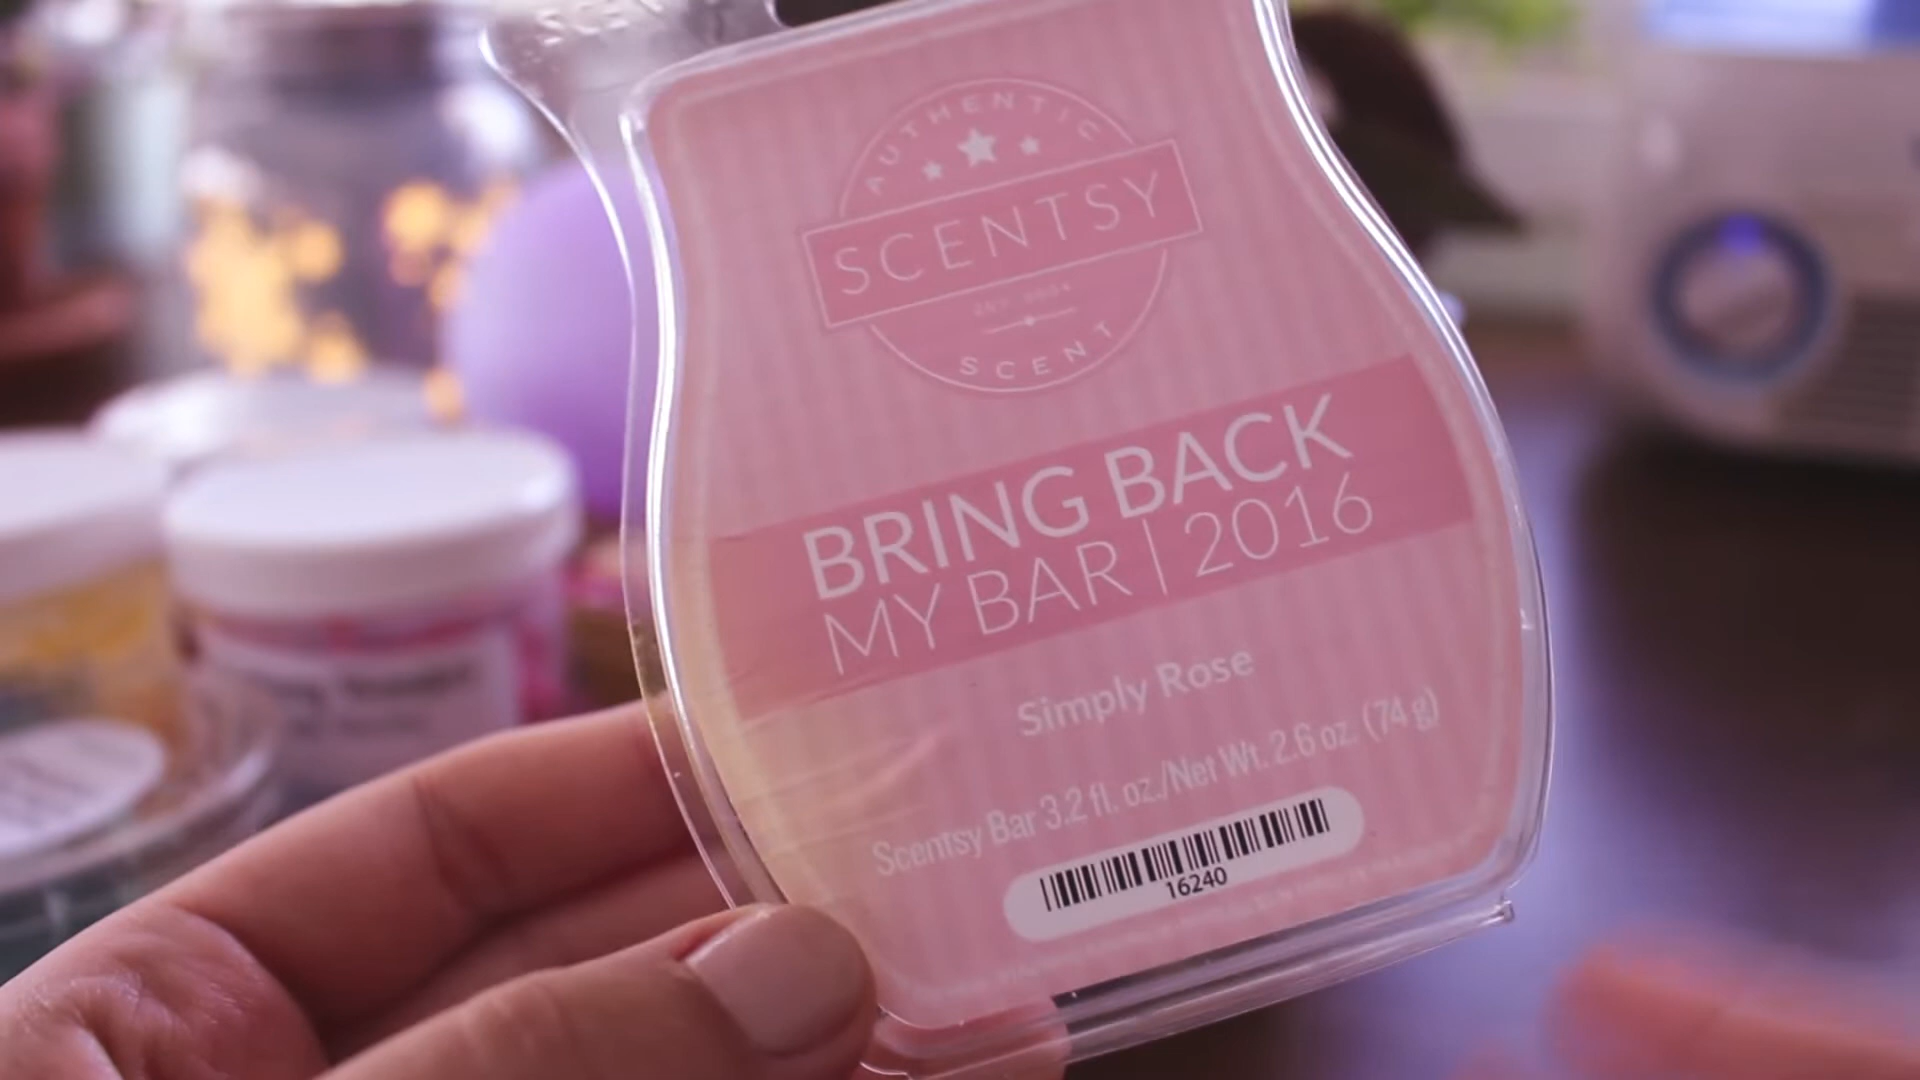 AUTHENTIC
SCENTSY
SCENT
BRING BACK
MY BAR | 2016
Simply Rose
Scentsy Bar 3.2 fl. oz./Net Wt. 2.6 oz. (74 g)
16240